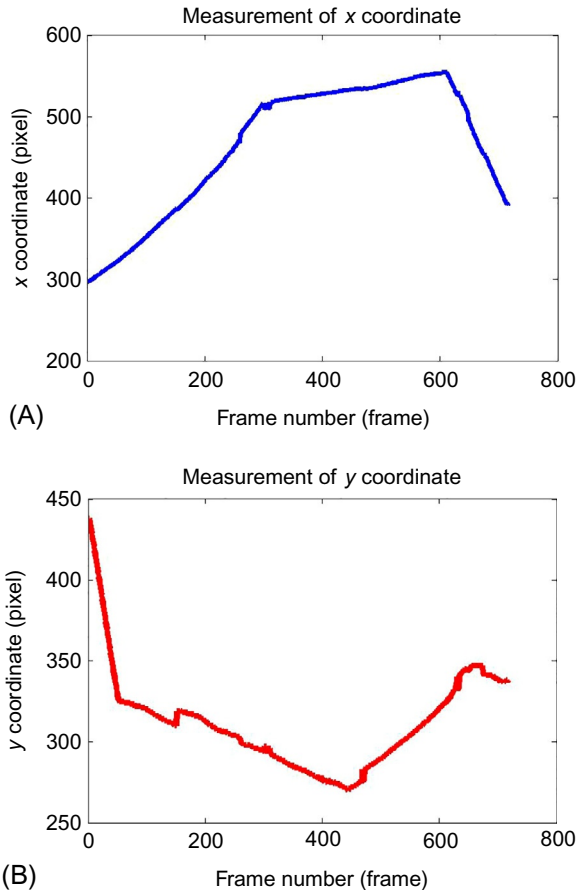 Measurement of x coordinate
600
500
400
300
200
x coordinate (pixel)
0 200 400 600 800
Frame number (frame)
(A)
Measurement of y coordinate
450
400
350
300
250
y coordinate (pixel)
0 200 400 600 800
Frame number (frame)
(B)